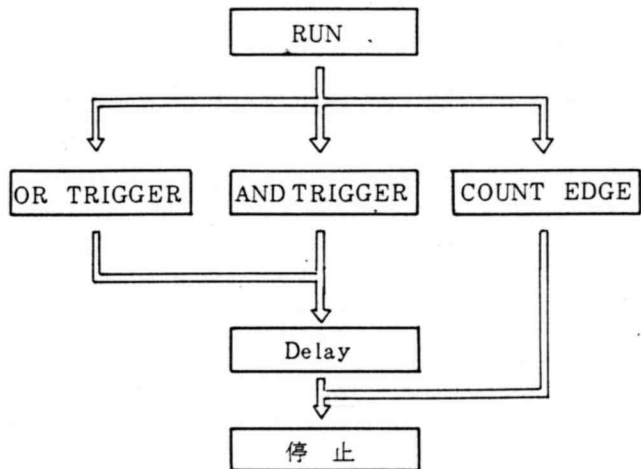 RUN
OR TRIGGER
AND TRIGGER
COUNT EDGE
Delay
停止